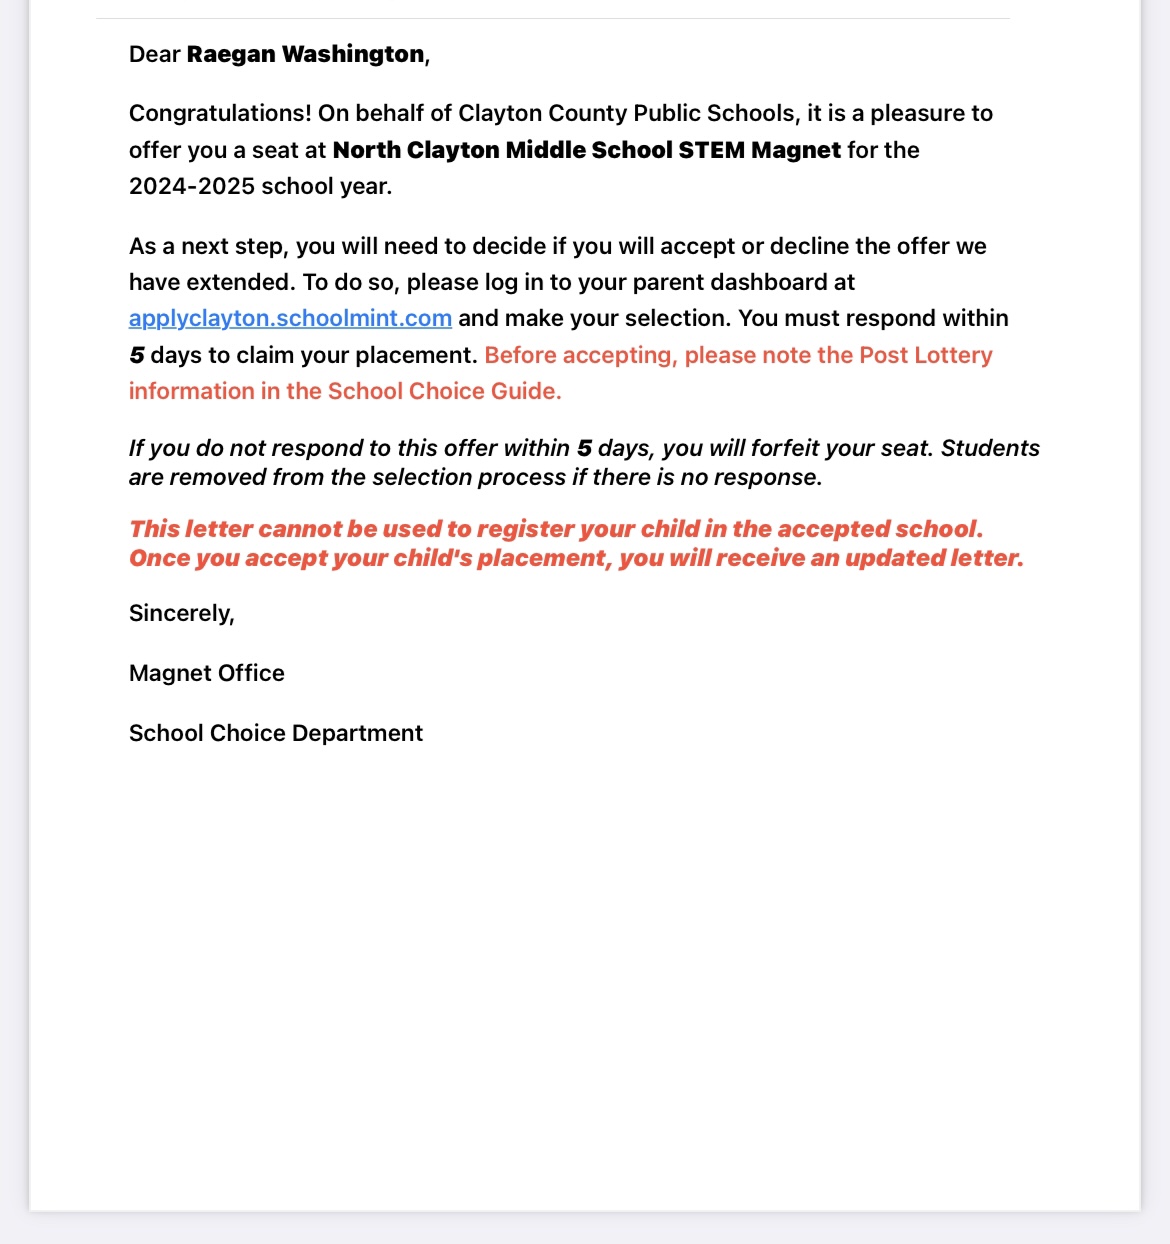 Dear Raegan Washington,
Congratulations! On behalf of Clayton County Public Schools, it is a pleasure to
offer you a seat at North Clayton Middle School STEM Magnet for the
2024-2025 school year.
As a next step, you will need to decide if you will accept or decline the offer we
have extended. To do so, please log in to your parent dashboard at
applyclayton.schoolmint.com and make your selection. You must respond within
5 days to claim your placement. Before accepting, please note the Post Lottery
information in the School Choice Guide.
If you do not respond to this offer within 5 days, you will forfeit your seat. Students
are removed from the selection process if there is no response.
This letter cannot be used to register your child in the accepted school.
Once you accept your child's placement, you will receive an updated letter.
Sincerely,
Magnet Office
School Choice Department